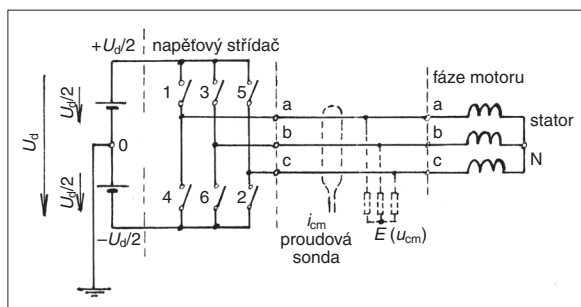 +Ud/2
napěťový střídač
fáze motoru
1
3
5
Ud/2
a
a
stator
Ud
0
b
b
c
c
N
Ud/2
4
6
2
icm
E (ucm)
proudová
sonda
–Ud/2